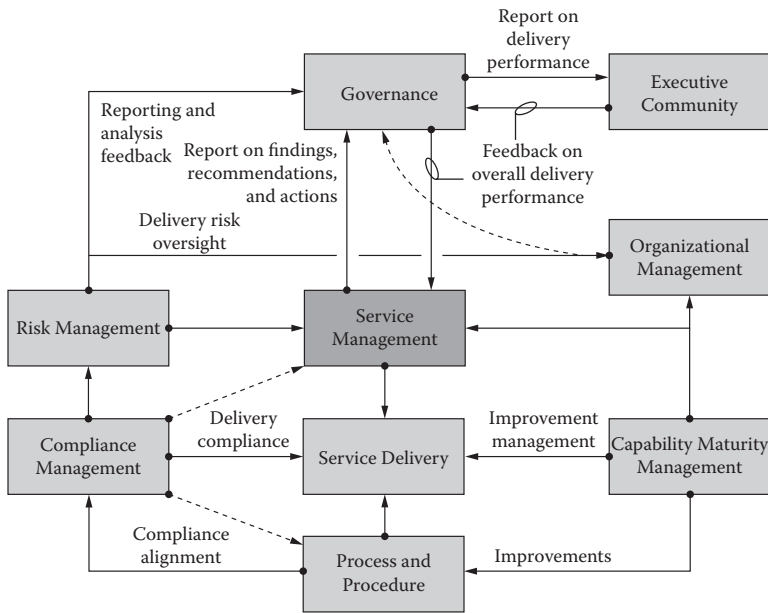 Report on
delivery
performance
Governance
Executive
Community
Reporting and
analysis
feedback
Report on findings,
recommendations,
and actions
Feedback on
overall delivery
performance
Delivery risk
oversight
Organizational
Management
Risk Management
Service
Management
Compliance
Management
Delivery
compliance
Service Delivery
Improvement
management
Capability Maturity
Management
Compliance
alignment
Process and
Procedure
Improvements